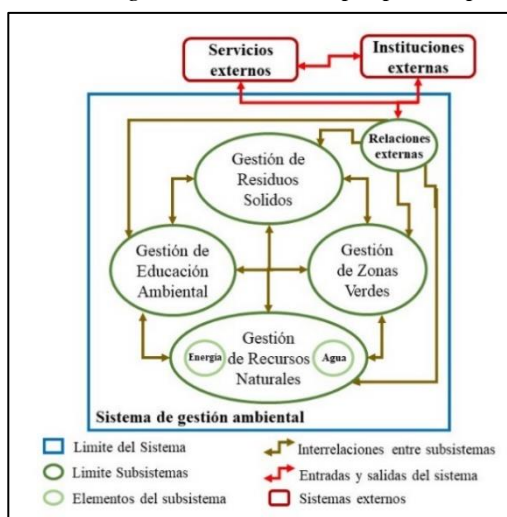 Servicios
externos
Instituciones
externas
Relaciones
externas
Gestión de
Residuos
Solidos
Gestión de
Educación
Ambiental
Gestión
de Zonas
Verdes
Gestión
de Recursos
Naturales
Energía
Agua
Sistema de gestión ambiental
Limite del Sistema
Interrelaciones entre subsistemas
Limite Subsistemas
Entradas y salidas del sistema
Elementos del subsistema
Sistemas externos